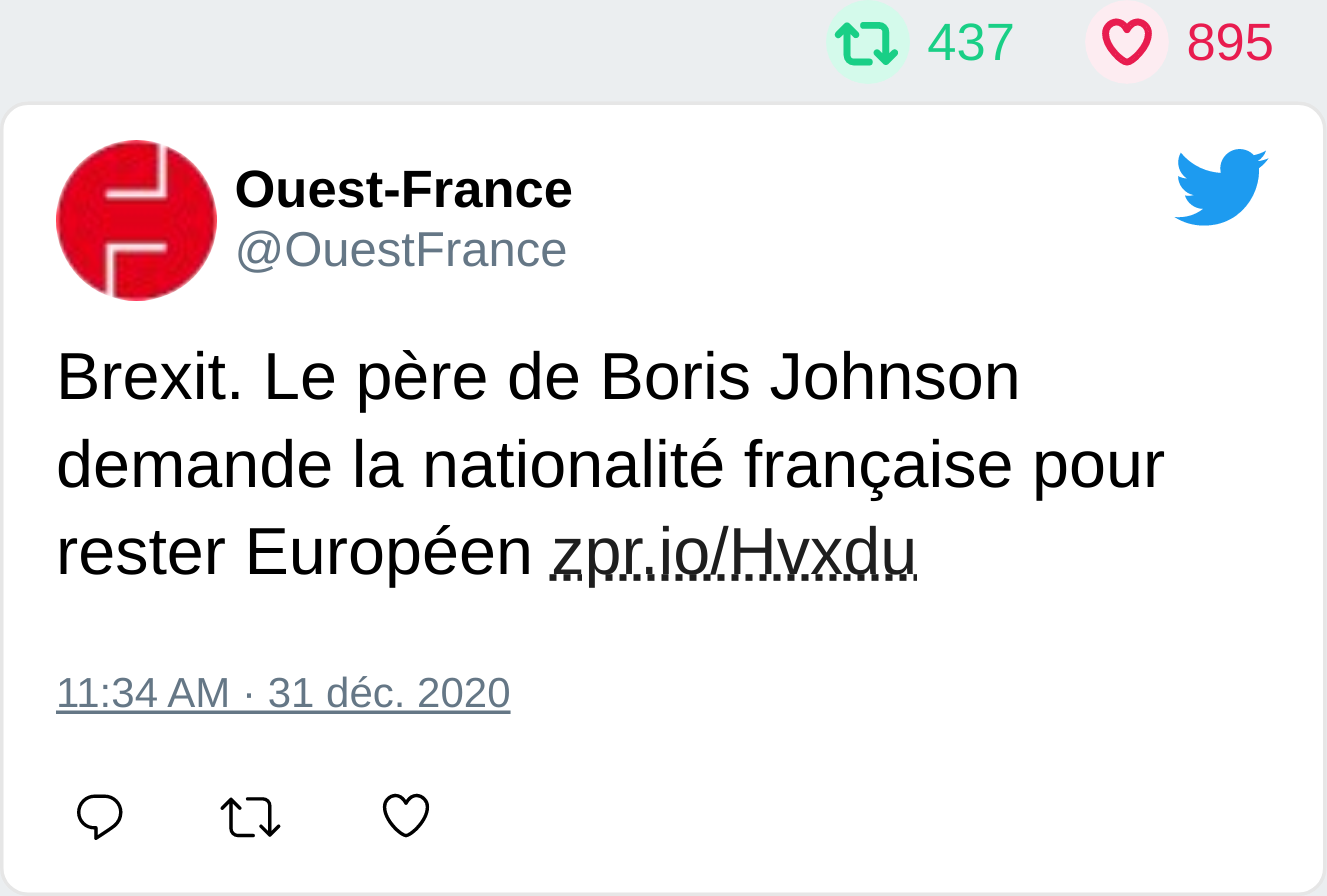 437 895
Ouest-France
@OuestFrance
Brexit. Le père de Boris Johnson
demande la nationalité française pour
rester Européen zpr.io/Hvxdu
11:34 AM · 31 déc. 2020